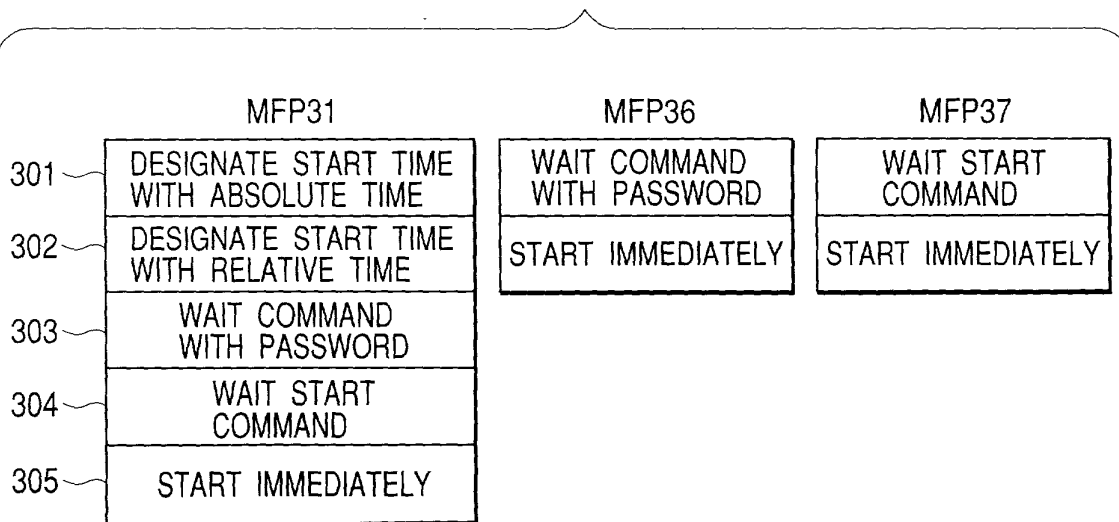 MFP31
301
DESIGNATE START TIME
WITH ABSOLUTE TIME
302
DESIGNATE START TIME
WITH RELATIVE TIME
303
WAIT COMMAND
WITH PASSWORD
304
WAIT START
COMMAND
305
START IMMEDIATELY
MFP36
WAIT COMMAND
WITH PASSWORD
START IMMEDIATELY
MFP37
WAIT START
COMMAND
START IMMEDIATELY